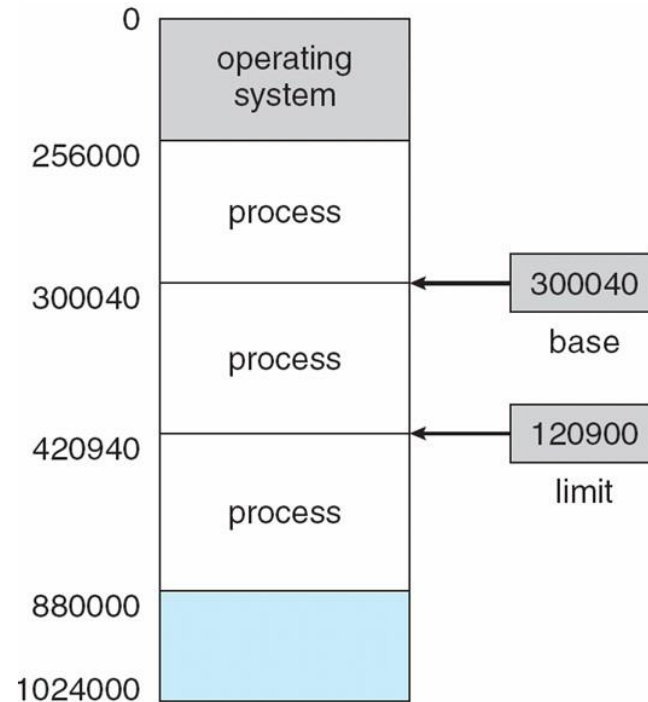 0
operating
system
256000
process
300040
300040
base
process
420940
120900
limit
process
880000
1024000